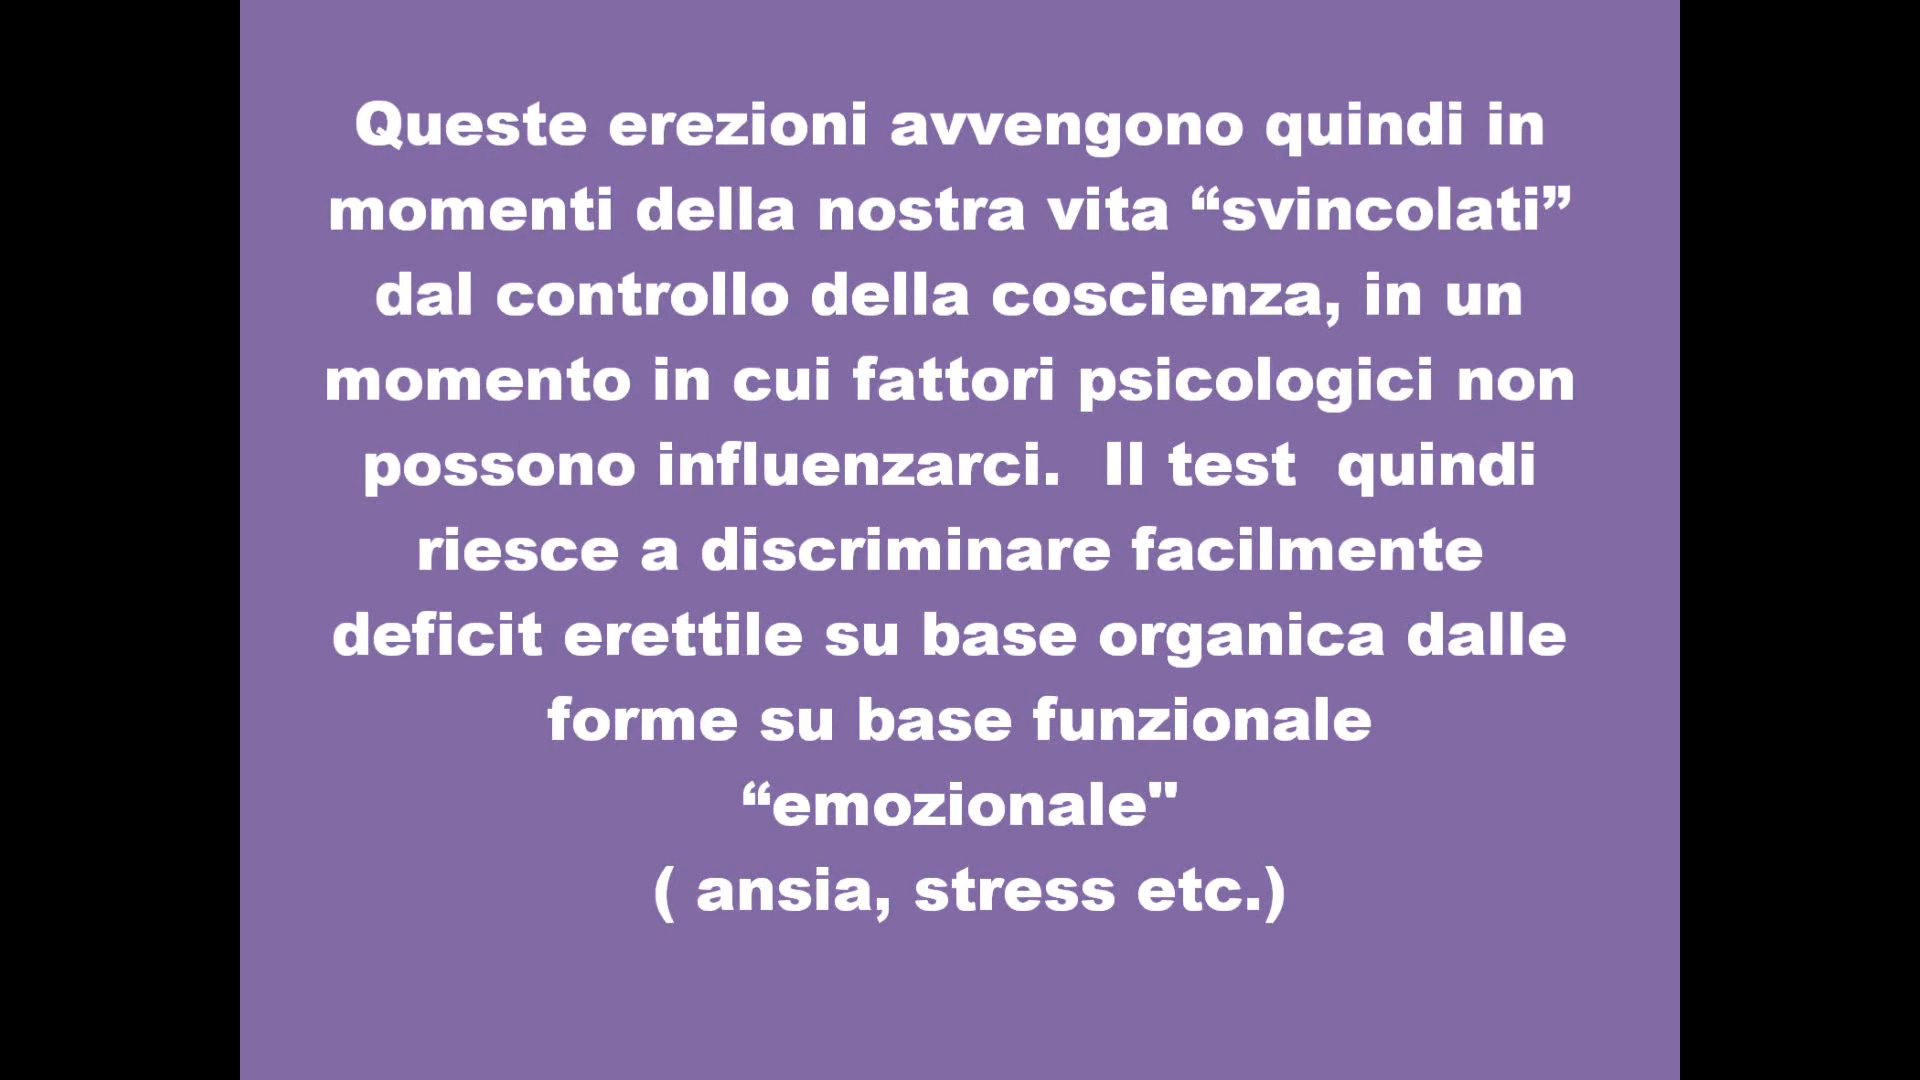 Queste erezioni avvengono quindi in
momenti della nostra vita “svincolati”
dal controllo della coscienza, in un
momento in cui fattori psicologici non
possono influenzarci.  Il test  quindi
riesce a discriminare facilmente
deficit erettile su base organica dalle
forme su base funzionale
“emozionale"
( ansia, stress etc.)